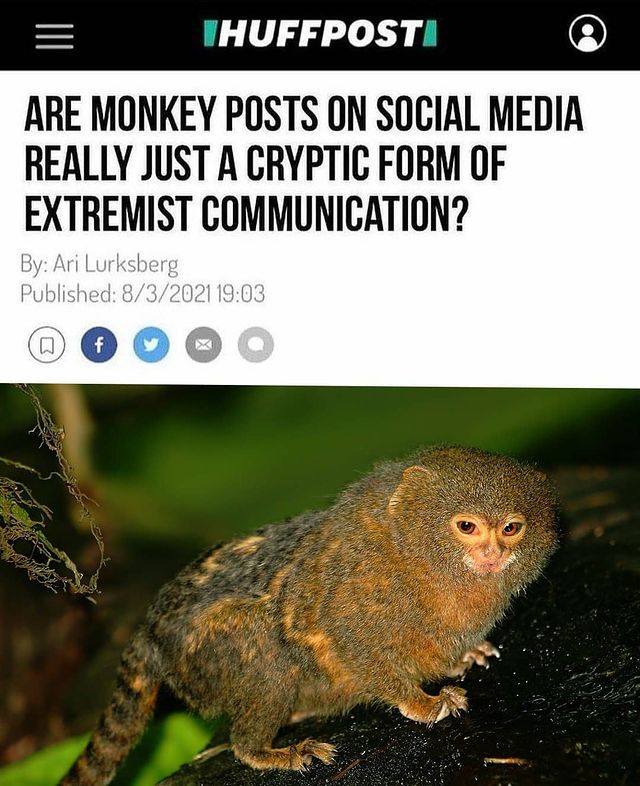 HUFFPOST
ARE MONKEY POSTS ON SOCIAL MEDIA
REALLY JUST A CRYPTIC FORM OF
EXTREMIST COMMUNICATION?
By: Ari Lurksberg
Published: 8/3/2021 19:03
f